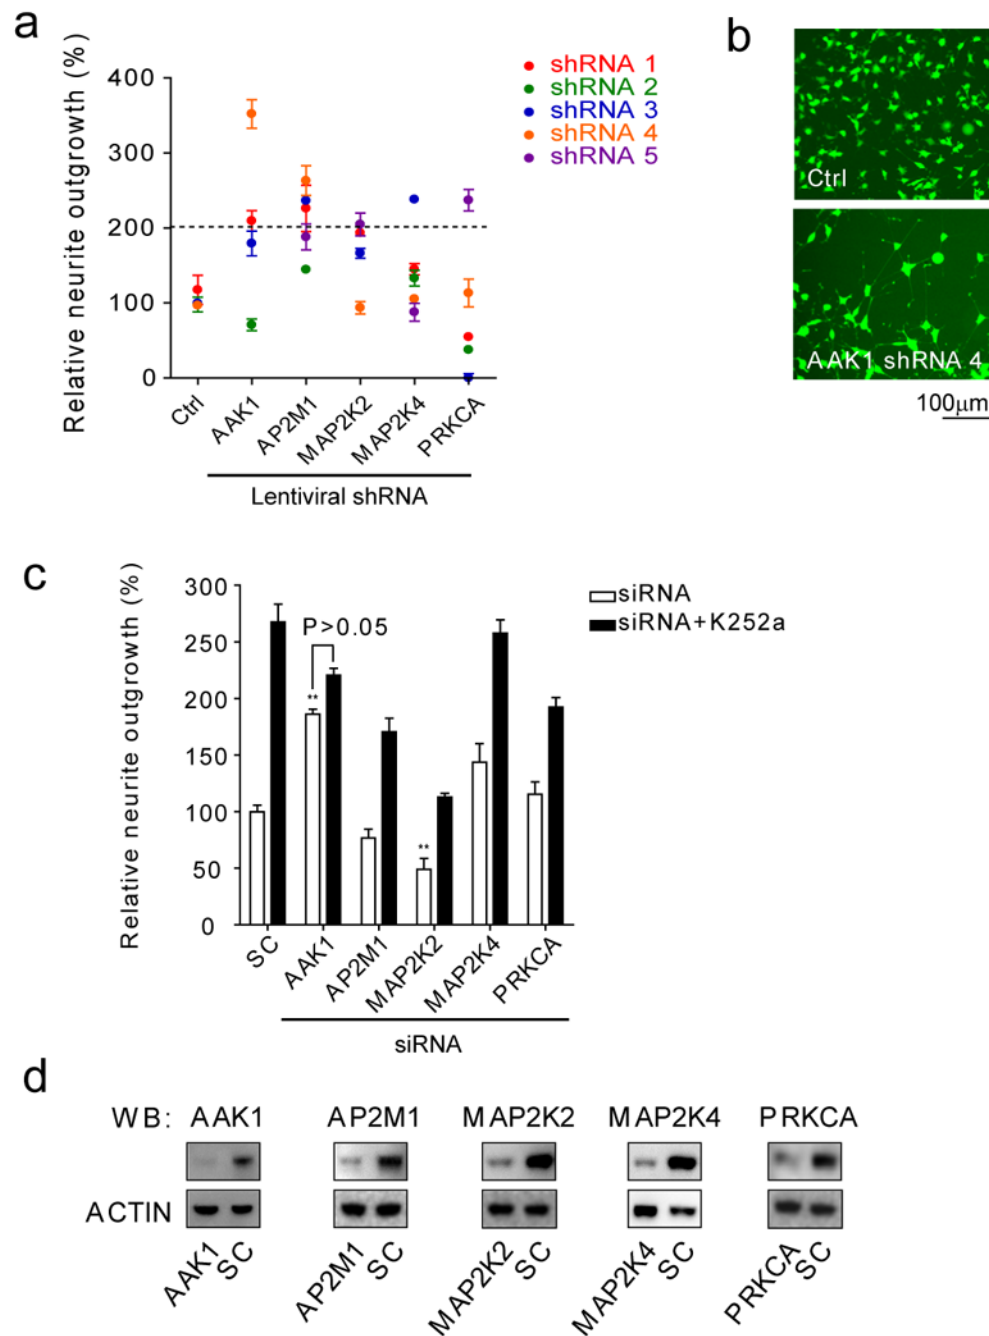 a
Relative neurite outgrowth (%)
400
300
200
100
0
Ctrl
AAK1
AP2M1
MAP2K2
MAP2K4
PRKCA
Lentiviral shRNA
shRNA 1
shRNA 2
shRNA 3
shRNA 4
shRNA 5
b
Ctrl
AAK1 shRNA 4
100µm
c
Relative neurite outgrowth (%)
300
250
200
150
100
50
0
P>0.05
**
**
siRNA
siRNA+K252a
SC
AAK1
AP2M1
MAP2K2
MAP2K4
PRKCA
siRNA
d
WB: AAK1 AP2M1 MAP2K2 MAP2K4 PRKCA
ACTIN
AAK1 SC AP2M1 SC MAP2K2 SC MAP2K4 SC PRKCA SC